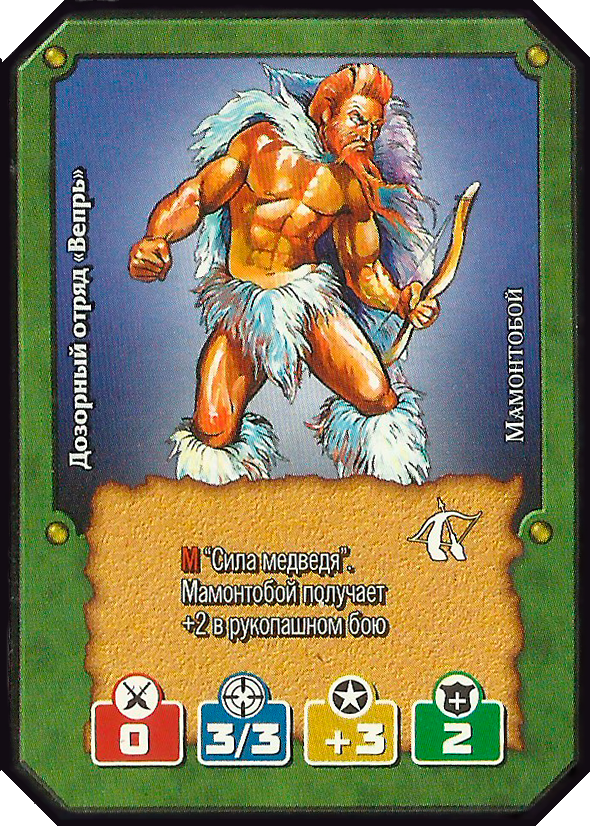 Дозорный отряд «Вепрь»
Мамонтобой
М “Сила медведя”.
Мамонтобой получает
+2 в рукопашном бою
0
3/3
+3
2